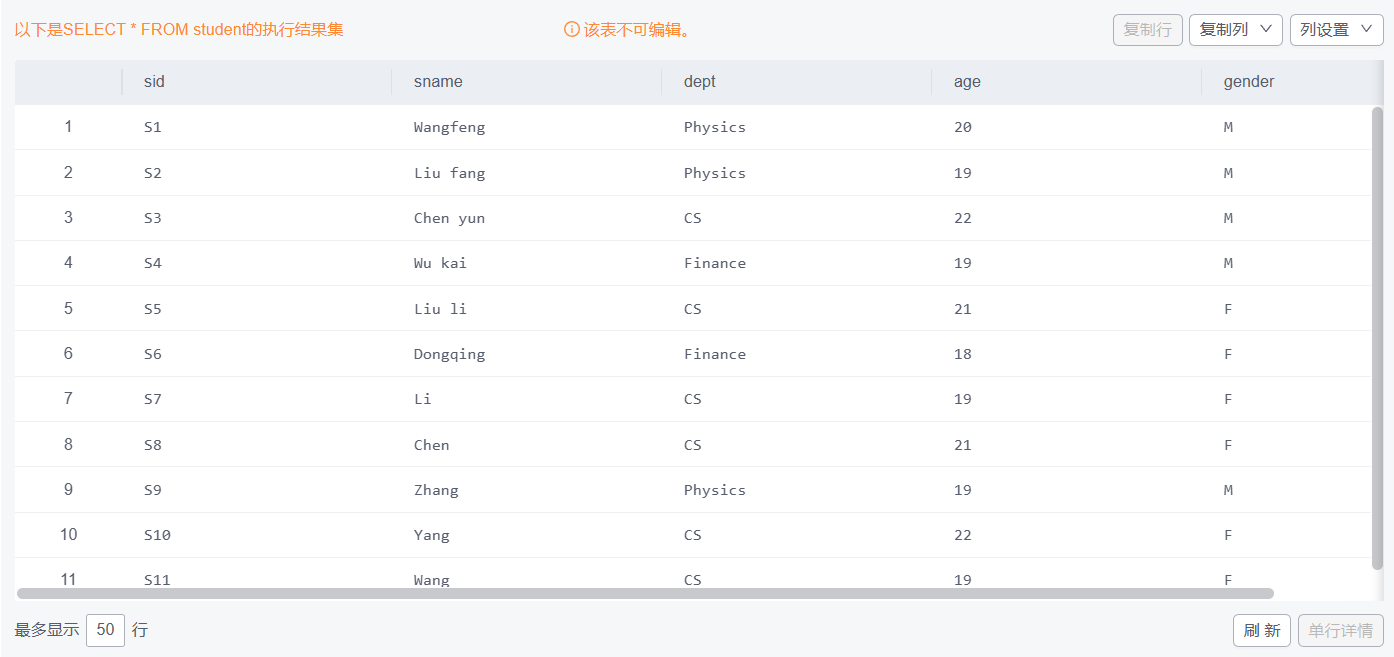 以下是SELECT * FROM student的执行结果集 该表不可编辑。 复制行 复制列 列设置
sid sname dept age gender
1 S1 Wangfeng Physics 20 M
2 S2 Liu fang Physics 19 M
3 S3 Chen yun CS 22 M
4 S4 Wu kai Finance 19 M
5 S5 Liu li CS 21 F
6 S6 Dongqing Finance 18 F
7 S7 Li CS 19 F
8 S8 Chen CS 21 F
9 S9 Zhang Physics 19 M
10 S10 Yang CS 22 F
11 S11 Wang CS 19 F
最多显示 50 行 刷 新 单行详情